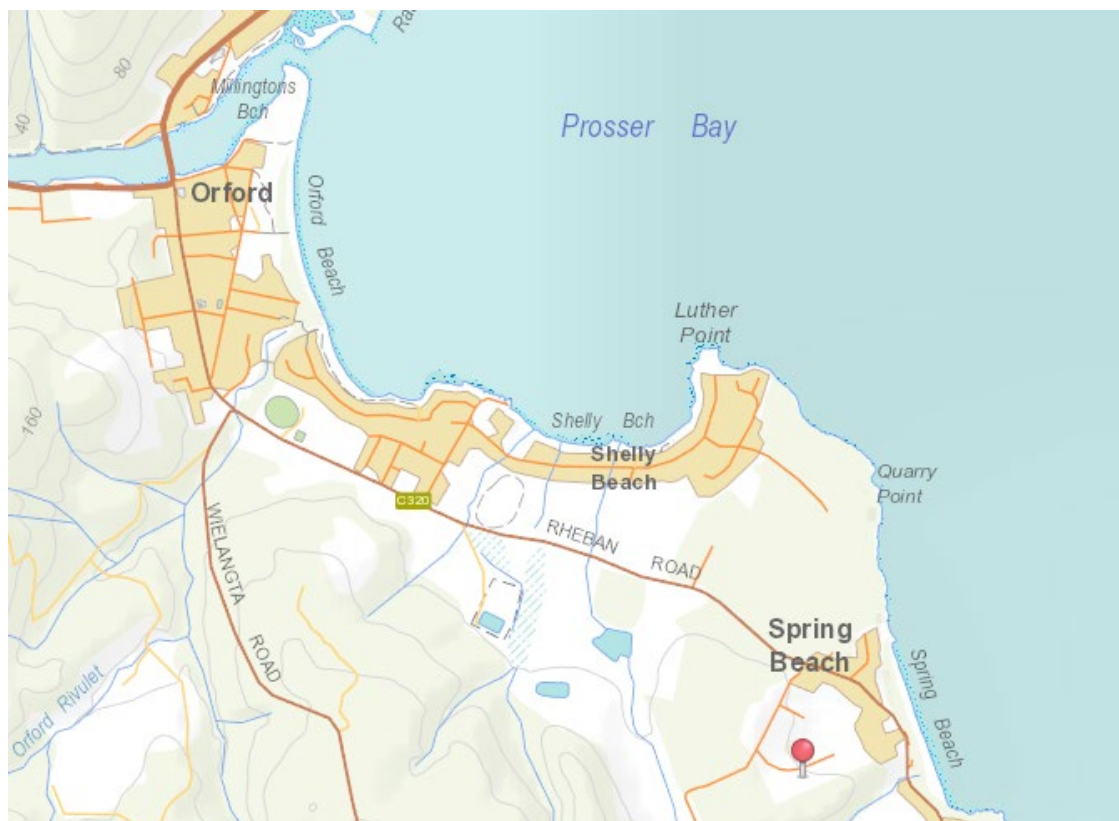 Ra
80
Millingtons
Bch
40
Prosser Bay
Orford
Orford Beach
Luther
Point
160
Shelly Bch
Shelly
Beach
Quarry
Point
C320
WIELANGTA ROAD
RHEBAN ROAD
Spring
Beach
Spring Beach
Orford Rivulet